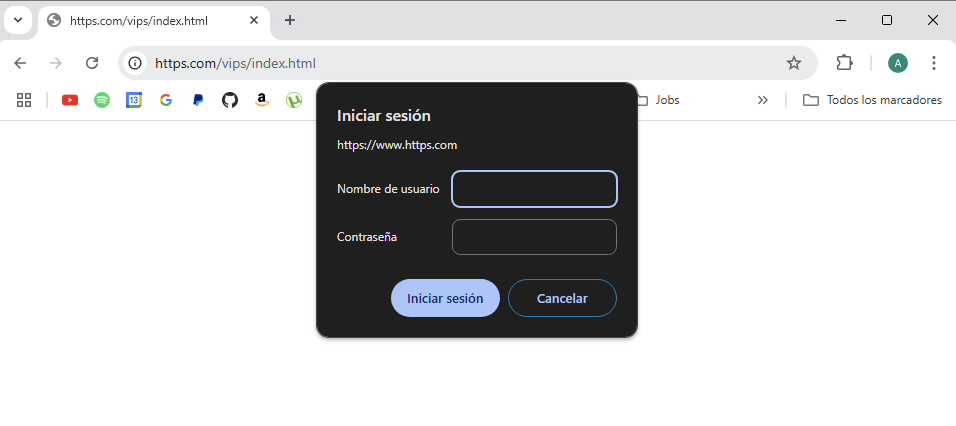 https.com/vips/index.html
https.com/vips/index.html
A
13
Jobs
Todos los marcadores
Iniciar sesión
https://www.https.com
Nombre de usuario
Contraseña
Iniciar sesión
Cancelar